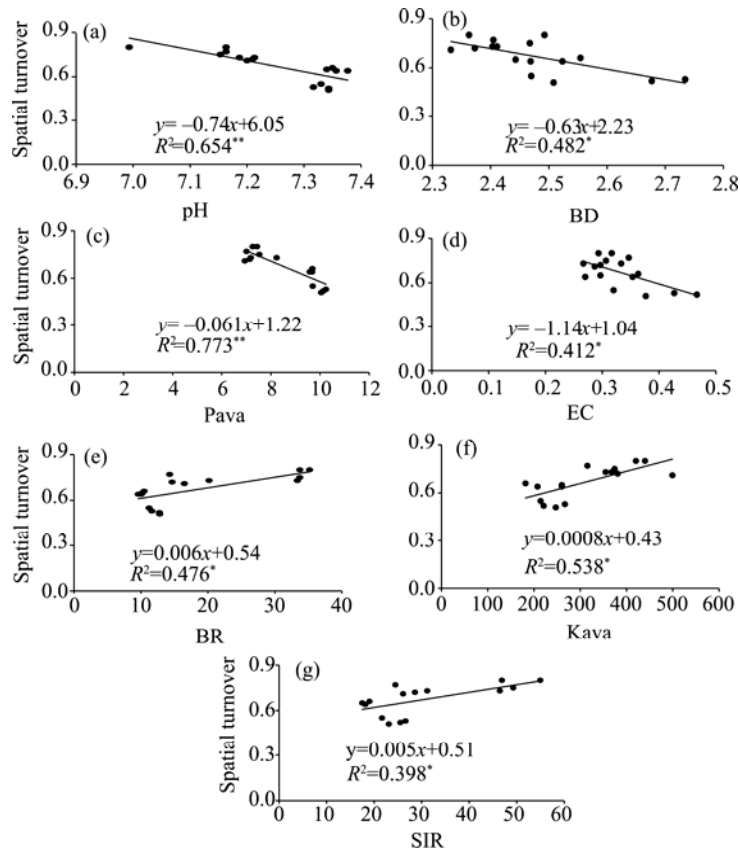 (a)
Spatial turnover
0.9
0.6
0.3
0.0
y= −0.74x+6.05
R²=0.654**
6.9 7.0 7.1 7.2 7.3 7.4
pH
(b)
0.9
0.6
0.3
0.0
y= −0.63x+2.23
R²=0.482*
2.3 2.4 2.5 2.6 2.7 2.8
BD
(c)
Spatial turnover
0.9
0.6
0.3
0.0
y= −0.061x+1.22
R²=0.773**
0 2 4 6 8 10 12
Pava
(d)
0.9
0.6
0.3
0.0
y= −1.14x+1.04
R²=0.412*
0.0 0.1 0.2 0.3 0.4 0.5
EC
(e)
Spatial turnover
0.9
0.6
0.3
0.0
y=0.006x+0.54
R²=0.476*
0 10 20 30 40
BR
(f)
0.9
0.6
0.3
0.0
y=0.0008x+0.43
R²=0.538*
0 100 200 300 400 500 600
Kava
(g)
Spatial turnover
0.9
0.6
0.3
0.0
y=0.005x+0.51
R²=0.398*
0 10 20 30 40 50 60
SIR